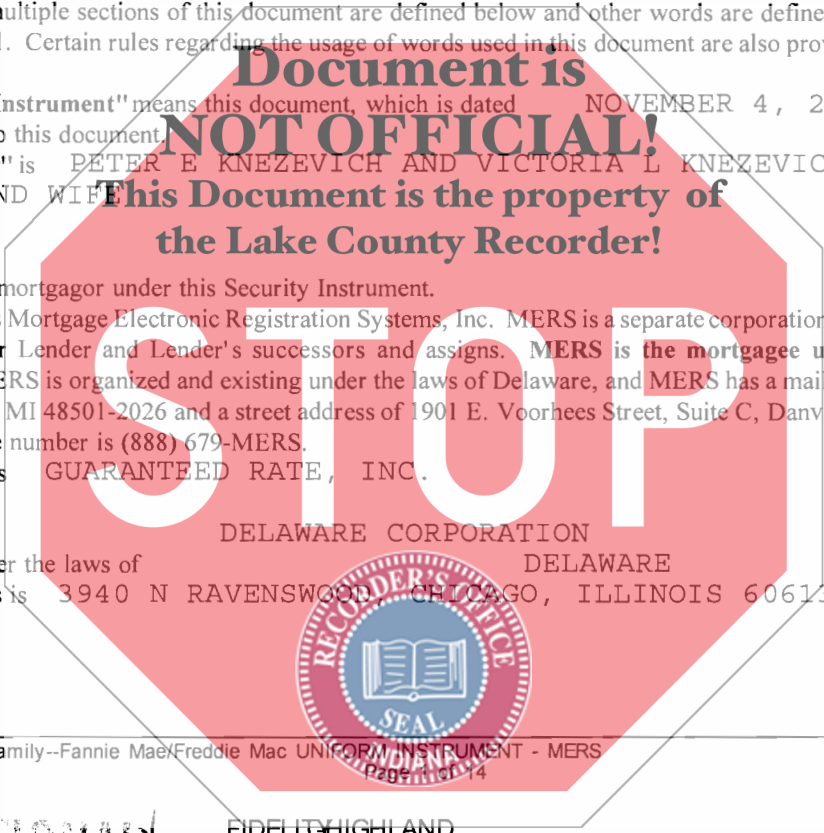 multiple sections of this document are defined below and other words are define
Certain rules regarding the usage of words used in this document are also pro
Document is
Instrument" means this document, which is dated NOVEMBER 4, 2
this document.
NOT OFFICIAL!
" is PETER E KNEZEVICH AND VICTORIA L KNEZEVIC
ND WIFE
This Document is the property of
the Lake County Recorder!
mortgagor under this Security Instrument.
s Mortgage Electronic Registration Systems, Inc. MERS is a separate corporation
r Lender and Lender's successors and assigns. MERS is the mortgagee u
ERS is organized and existing under the laws of Delaware, and MERS has a mail
MI 48501-2026 and a street address of 1901 E. Voorhees Street, Suite C, Danv
e number is (888) 679-MERS.
s GUARANTEED RATE, INC.
STOP
DELAWARE CORPORATION
er the laws of DELAWARE
s is 3940 N RAVENSWOOD, CHICAGO, ILLINOIS 60613
RECORDER'S OFFICE
SEAL
INDIANA
amily--Fannie Mae/Freddie Mac UNIFORM INSTRUMENT - MERS
Page 1 of 14
FIDELITY HIGHLAND